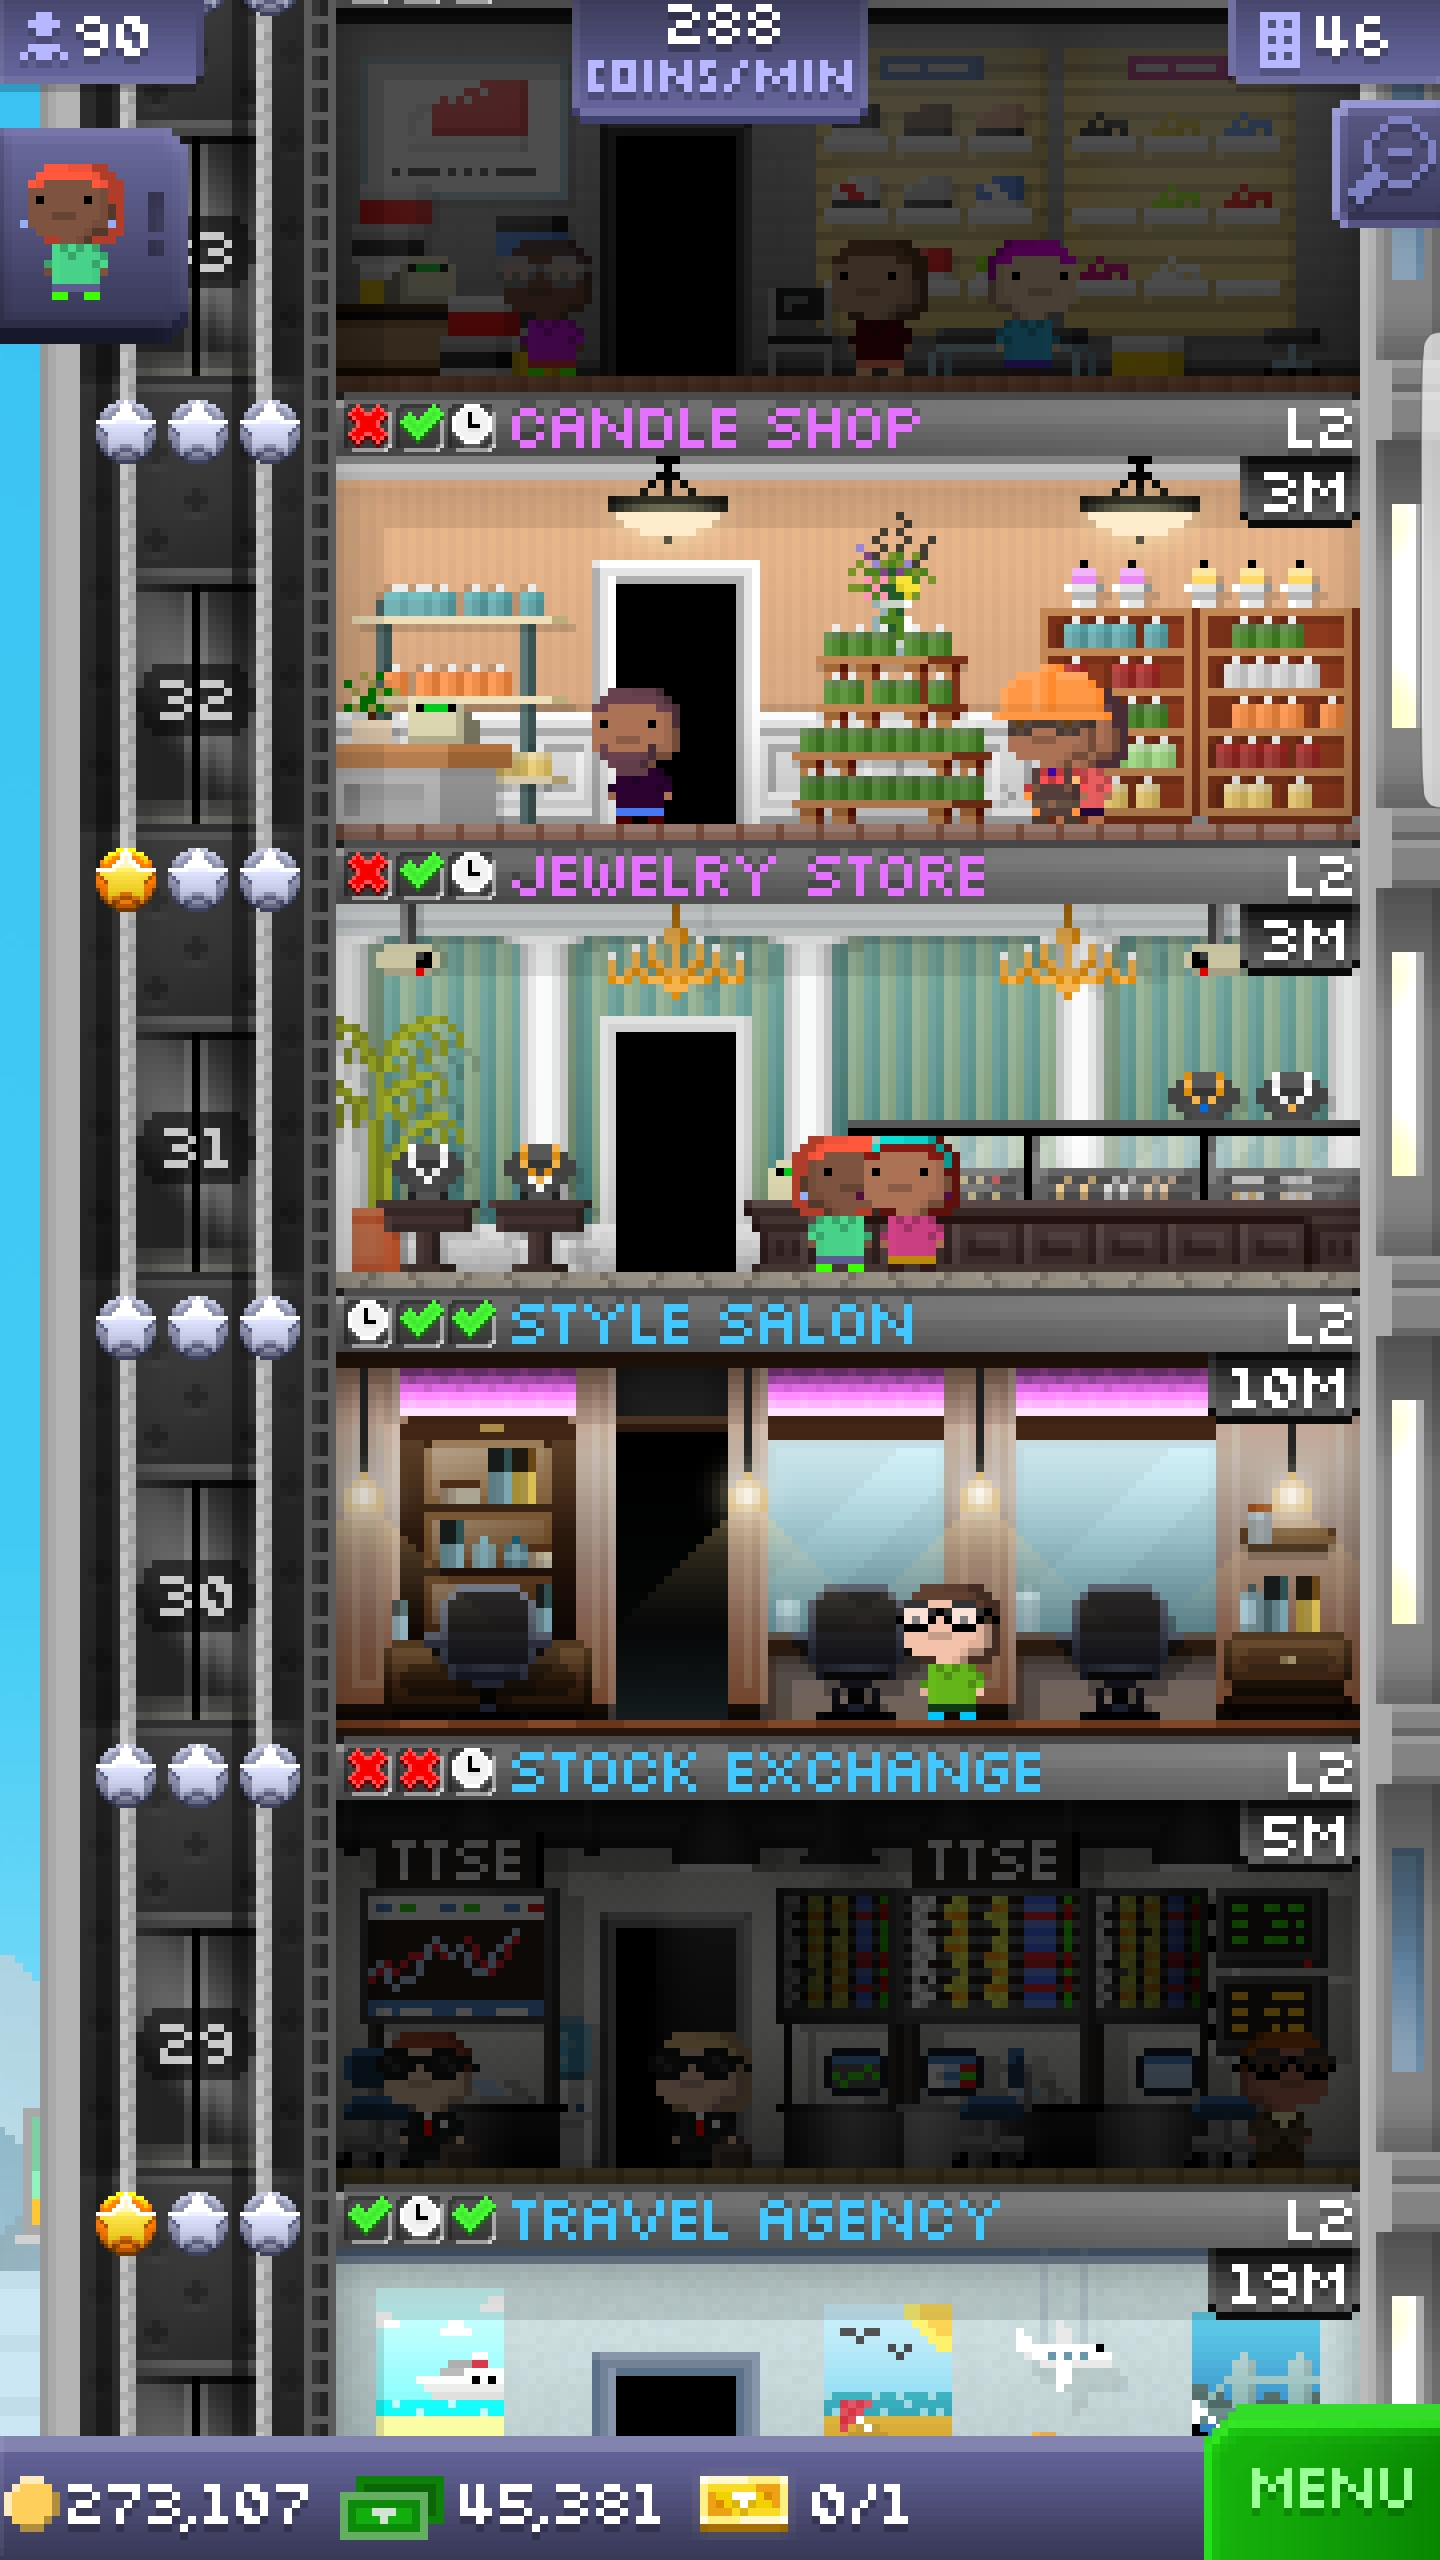 90
288
COINS/MIN
46
!
3
CANDLE SHOP
L2
3M
32
JEWELRY STORE
L2
3M
31
STYLE SALON
L2
10M
30
STOCK EXCHANGE
L2
5M
TTSE
TTSE
29
TRAVEL AGENCY
L2
19M
273,107
45,381
0/1
MENU